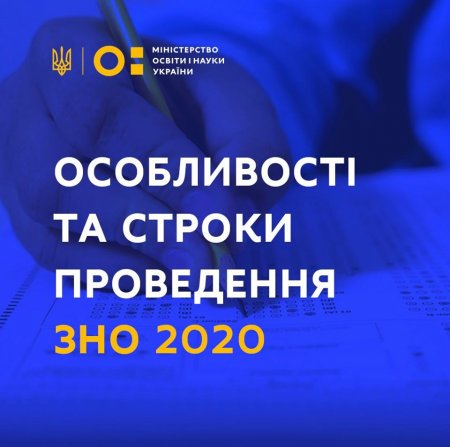 МІНІСТЕРСТВО
ОСВІТИ І НАУКИ
УКРАЇНИ
ОСОБЛИВОСТІ
ТА СТРОКИ
ПРОВЕДЕННЯ
ЗНО 2020